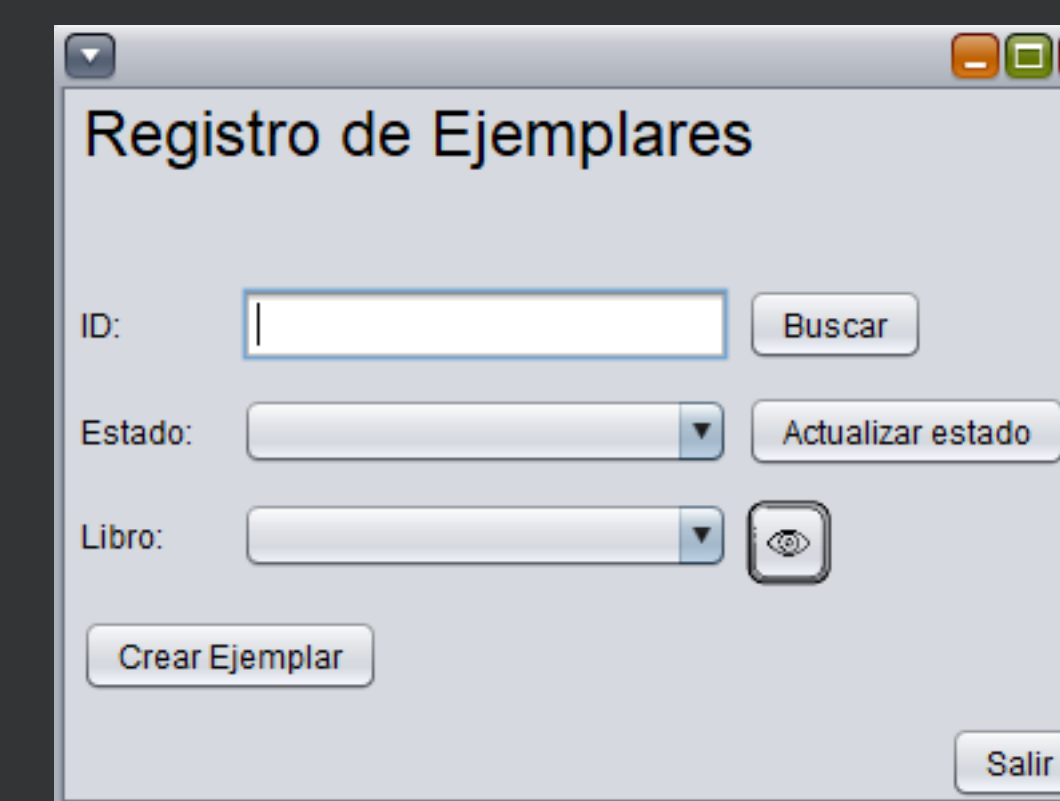 Registro de Ejemplares
ID:
Buscar
Estado:
Actualizar estado
Libro:
Crear Ejemplar
Salir